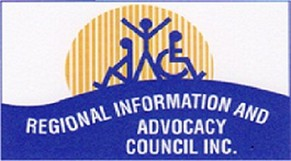 REGIONAL INFORMATION AND
ADVOCACY
COUNCIL INC.